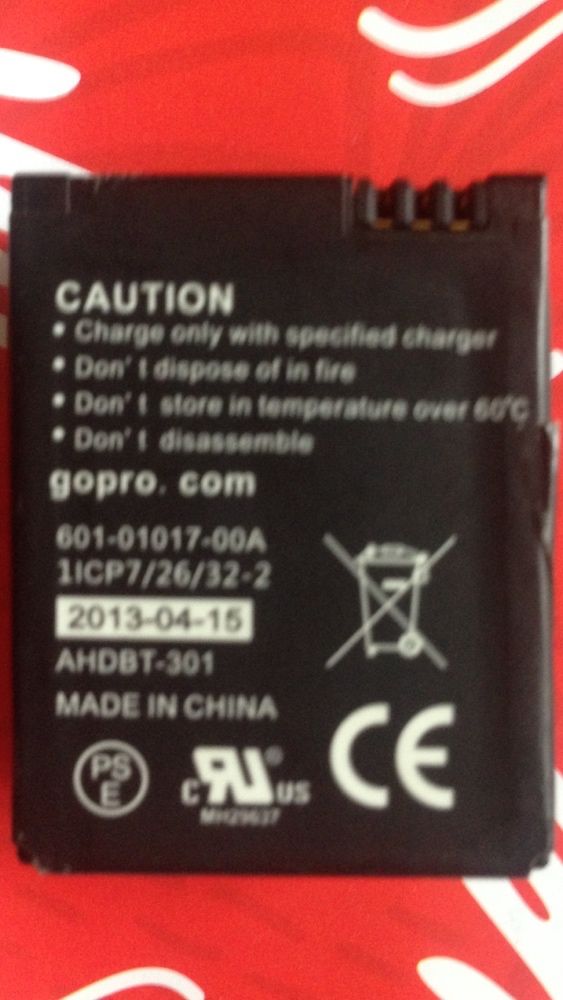 CAUTION
• Charge only with specified charger
• Don't dispose of in fire
• Don't store in temperature over 60°C
• Don't disassemble
gopro. com
601-01017-00A
1ICP7/26/32-2
2013-04-15
AHDBT-301
MADE IN CHINA
PS
E
C RU ® US
MH29637
CE